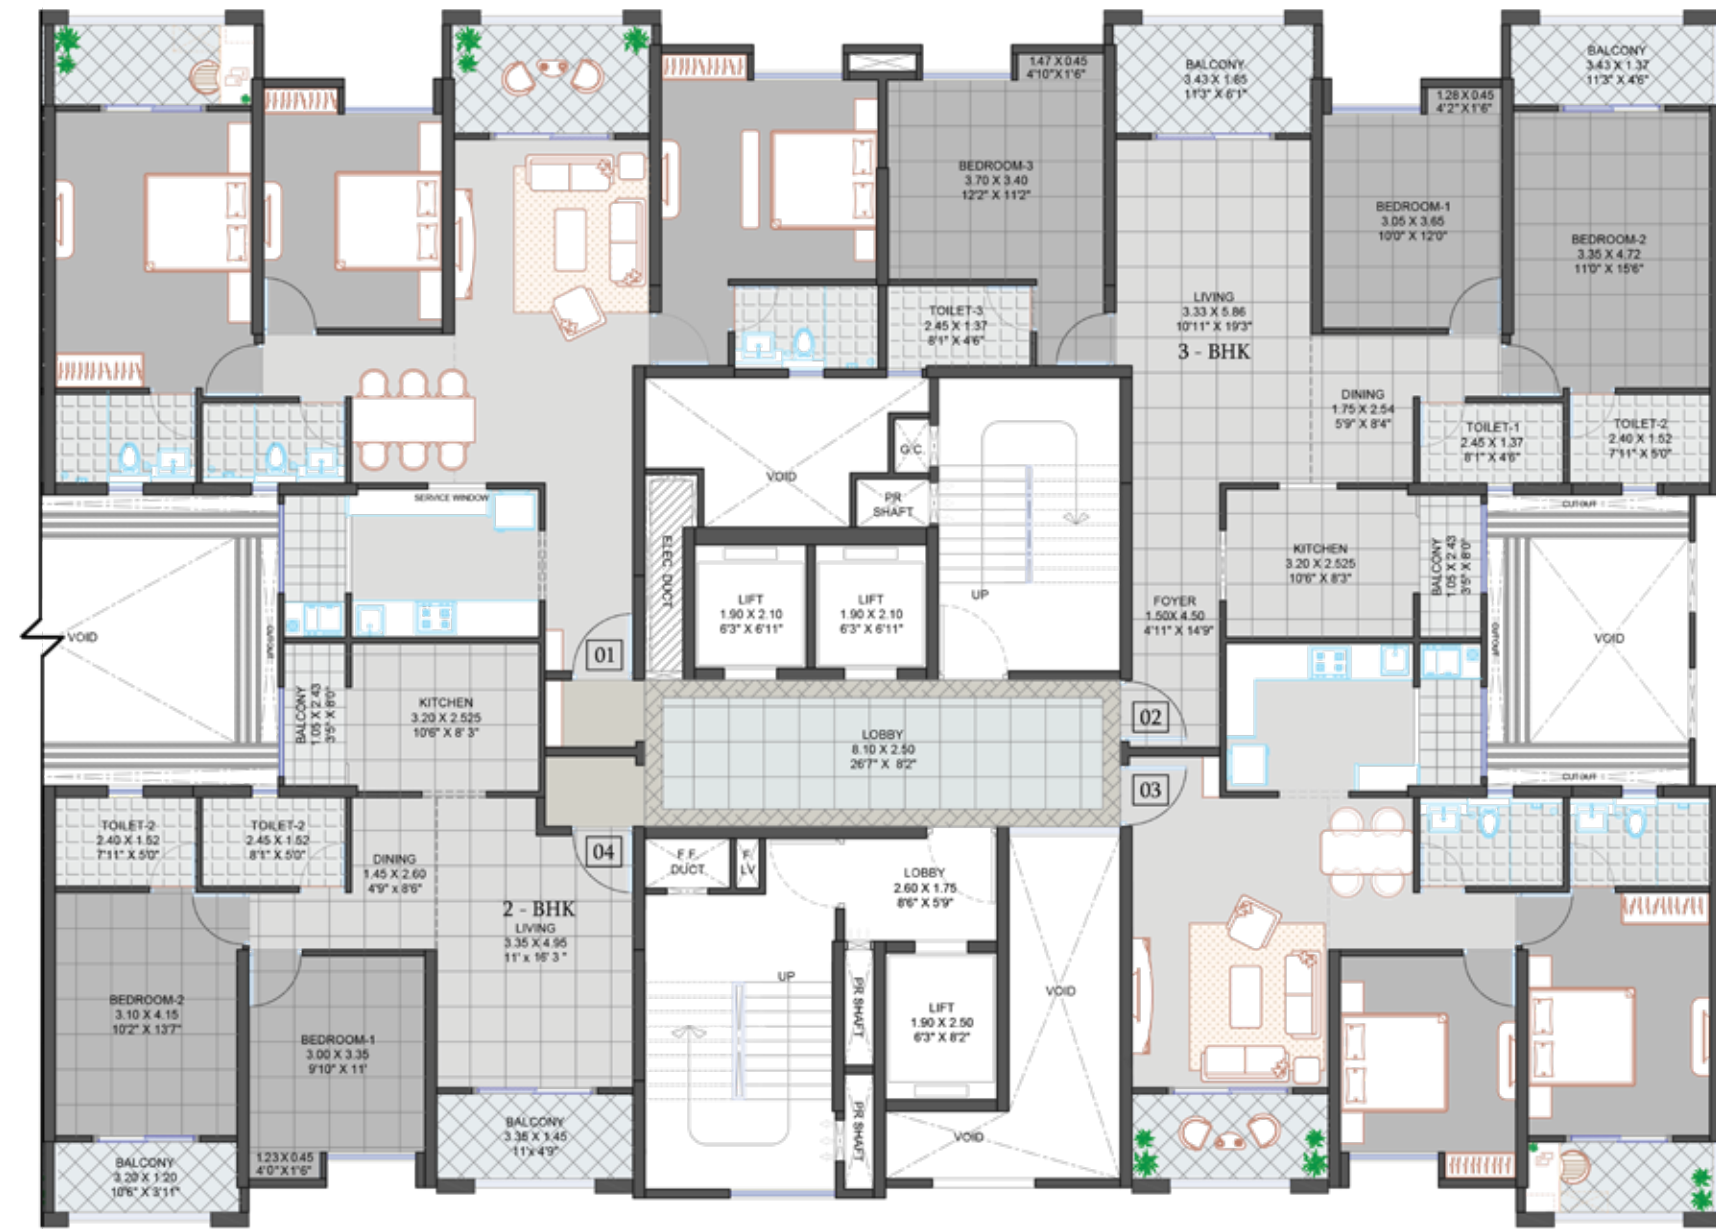 BALCONY
3.43 X 1.85
11'3" X 6'1"
BALCONY
3.43 X 1.37
11'3" X 4'6"
1.47 X 0.45
4'10" X 1'6"
1.28 X 0.45
4'2" X 1'6"
BEDROOM-3
3.70 X 3.40
12'2" X 11'2"
BEDROOM-1
3.05 X 3.65
10'0" X 12'0"
BEDROOM-2
3.35 X 4.72
11'0" X 15'6"
TOILET-3
2.45 X 1.37
8'1" X 4'6"
LIVING
3.33 X 5.86
10'11" X 19'3"
3 - BHK
DINING
1.75 X 2.54
5'9" X 8'4"
TOILET-1
2.45 X 1.37
8'1" X 4'6"
TOILET-2
2.40 X 1.52
7'11" X 5'0"
SERVICE WINDOW
VOID
G.C.
PR
SHAFT
ELEC. DUCT
LIFT
1.90 X 2.10
6'3" X 6'11"
LIFT
1.90 X 2.10
6'3" X 6'11"
UP
FOYER
1.50X 4.50
4'11" X 14'9"
KITCHEN
3.20 X 2.525
10'6" X 8'3"
BALCONY
1.05 X 2.43
3'5" X 8'0"
CUTOUT
CUTOUT
VOID
VOID
CUTOUT
01
02
BALCONY
1.05 X 2.43
3'5" X 8'0"
KITCHEN
3.20 X 2.525
10'6" X 8' 3"
LOBBY
8.10 X 2.50
26'7" X 8'2"
CUTOUT
03
04
TOILET-2
2.40 X 1.52
7'11" X 5'0"
TOILET-2
2.45 X 1.52
8'1" X 5'0"
DINING
1.45 X 2.60
4'9" X 8'6"
2 - BHK
LIVING
3.35 X 4.95
11' x 16' 3 "
F.F.
DUCT
F.
LV
LOBBY
2.60 X 1.75
8'6" X 5'9"
UP
PR SHAFT
LIFT
1.90 X 2.50
6'3" X 8'2"
VOID
BEDROOM-2
3.10 X 4.15
10'2" X 13'7"
BEDROOM-1
3.00 X 3.35
9'10" X 11'
BALCONY
3.35 X 1.45
11'x 4'9"
PR SHAFT
VOID
BALCONY
3.20 X 1.20
10'6" X 3'11"
1.23 X 0.45
4'0" X 1'6"